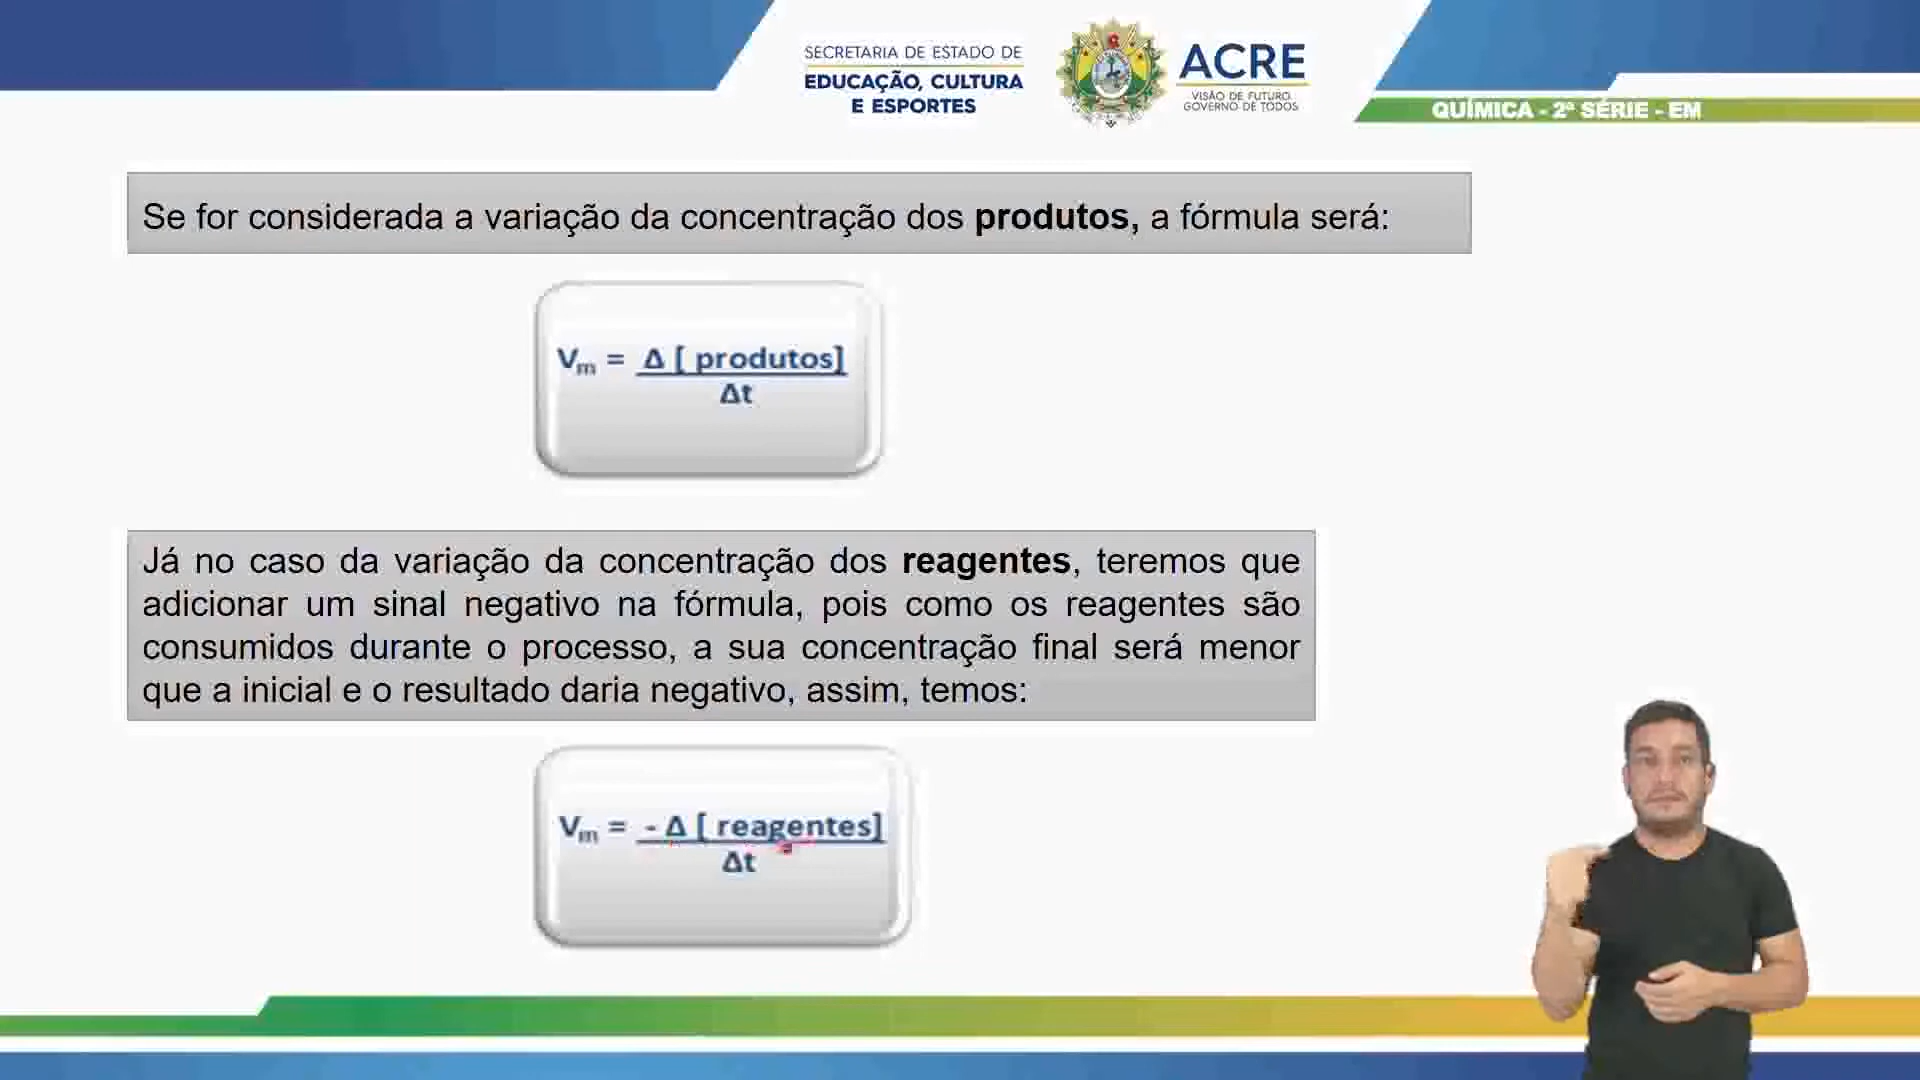 SECRETARIA DE ESTADO DE
EDUCAÇÃO, CULTURA
E ESPORTES
ACRE
VISÃO DE FUTURO
GOVERNO DE TODOS
QUÍMICA - 2ª SÉRIE - EM
Se for considerada a variação da concentração dos produtos, a fórmula será:
Vm = Δ [ produtos]
Δt
Já no caso da variação da concentração dos reagentes, teremos que
adicionar um sinal negativo na fórmula, pois como os reagentes são
consumidos durante o processo, a sua concentração final será menor
que a inicial e o resultado daria negativo, assim, temos:
Vm = - Δ [ reagentes]
Δt